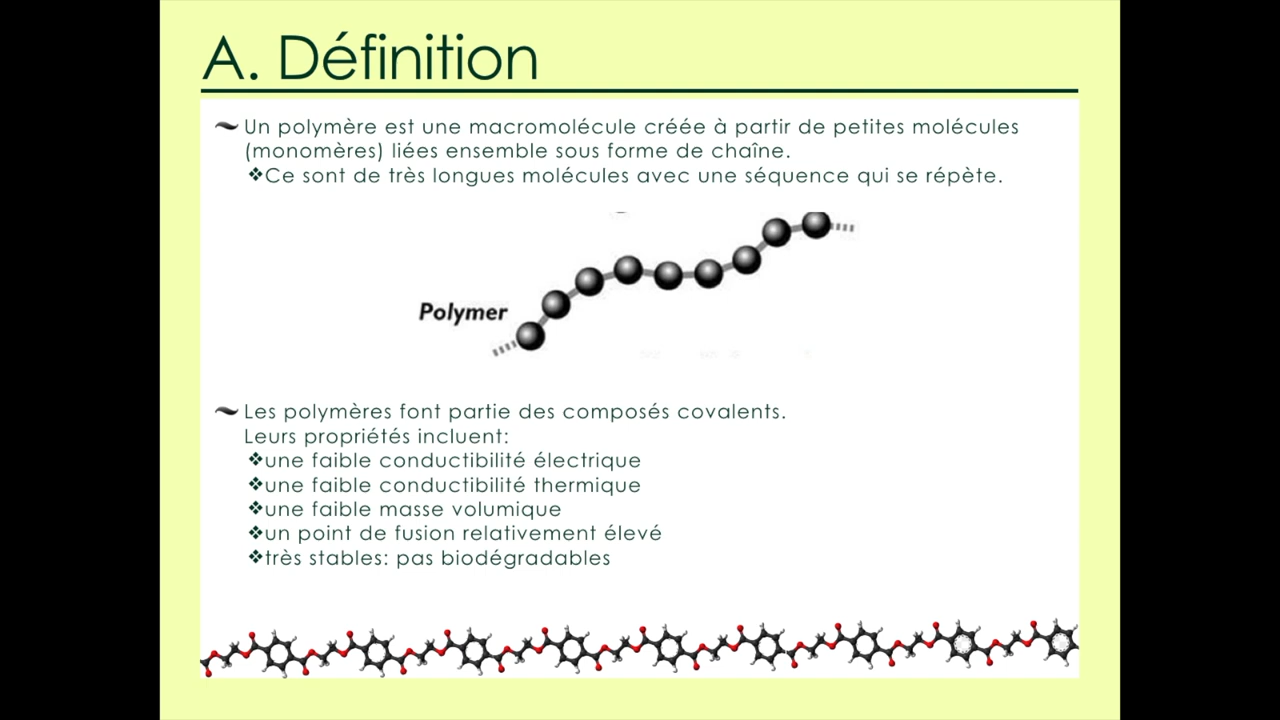 A. Définition
Un polymère est une macromolécule créée à partir de petites molécules
(monomères) liées ensemble sous forme de chaîne.
❖Ce sont de très longues molécules avec une séquence qui se répète.
Polymer
Les polymères font partie des composés covalents.
Leurs propriétés incluent:
❖une faible conductibilité électrique
❖une faible conductibilité thermique
❖une faible masse volumique
❖un point de fusion relativement élevé
❖très stables: pas biodégradables